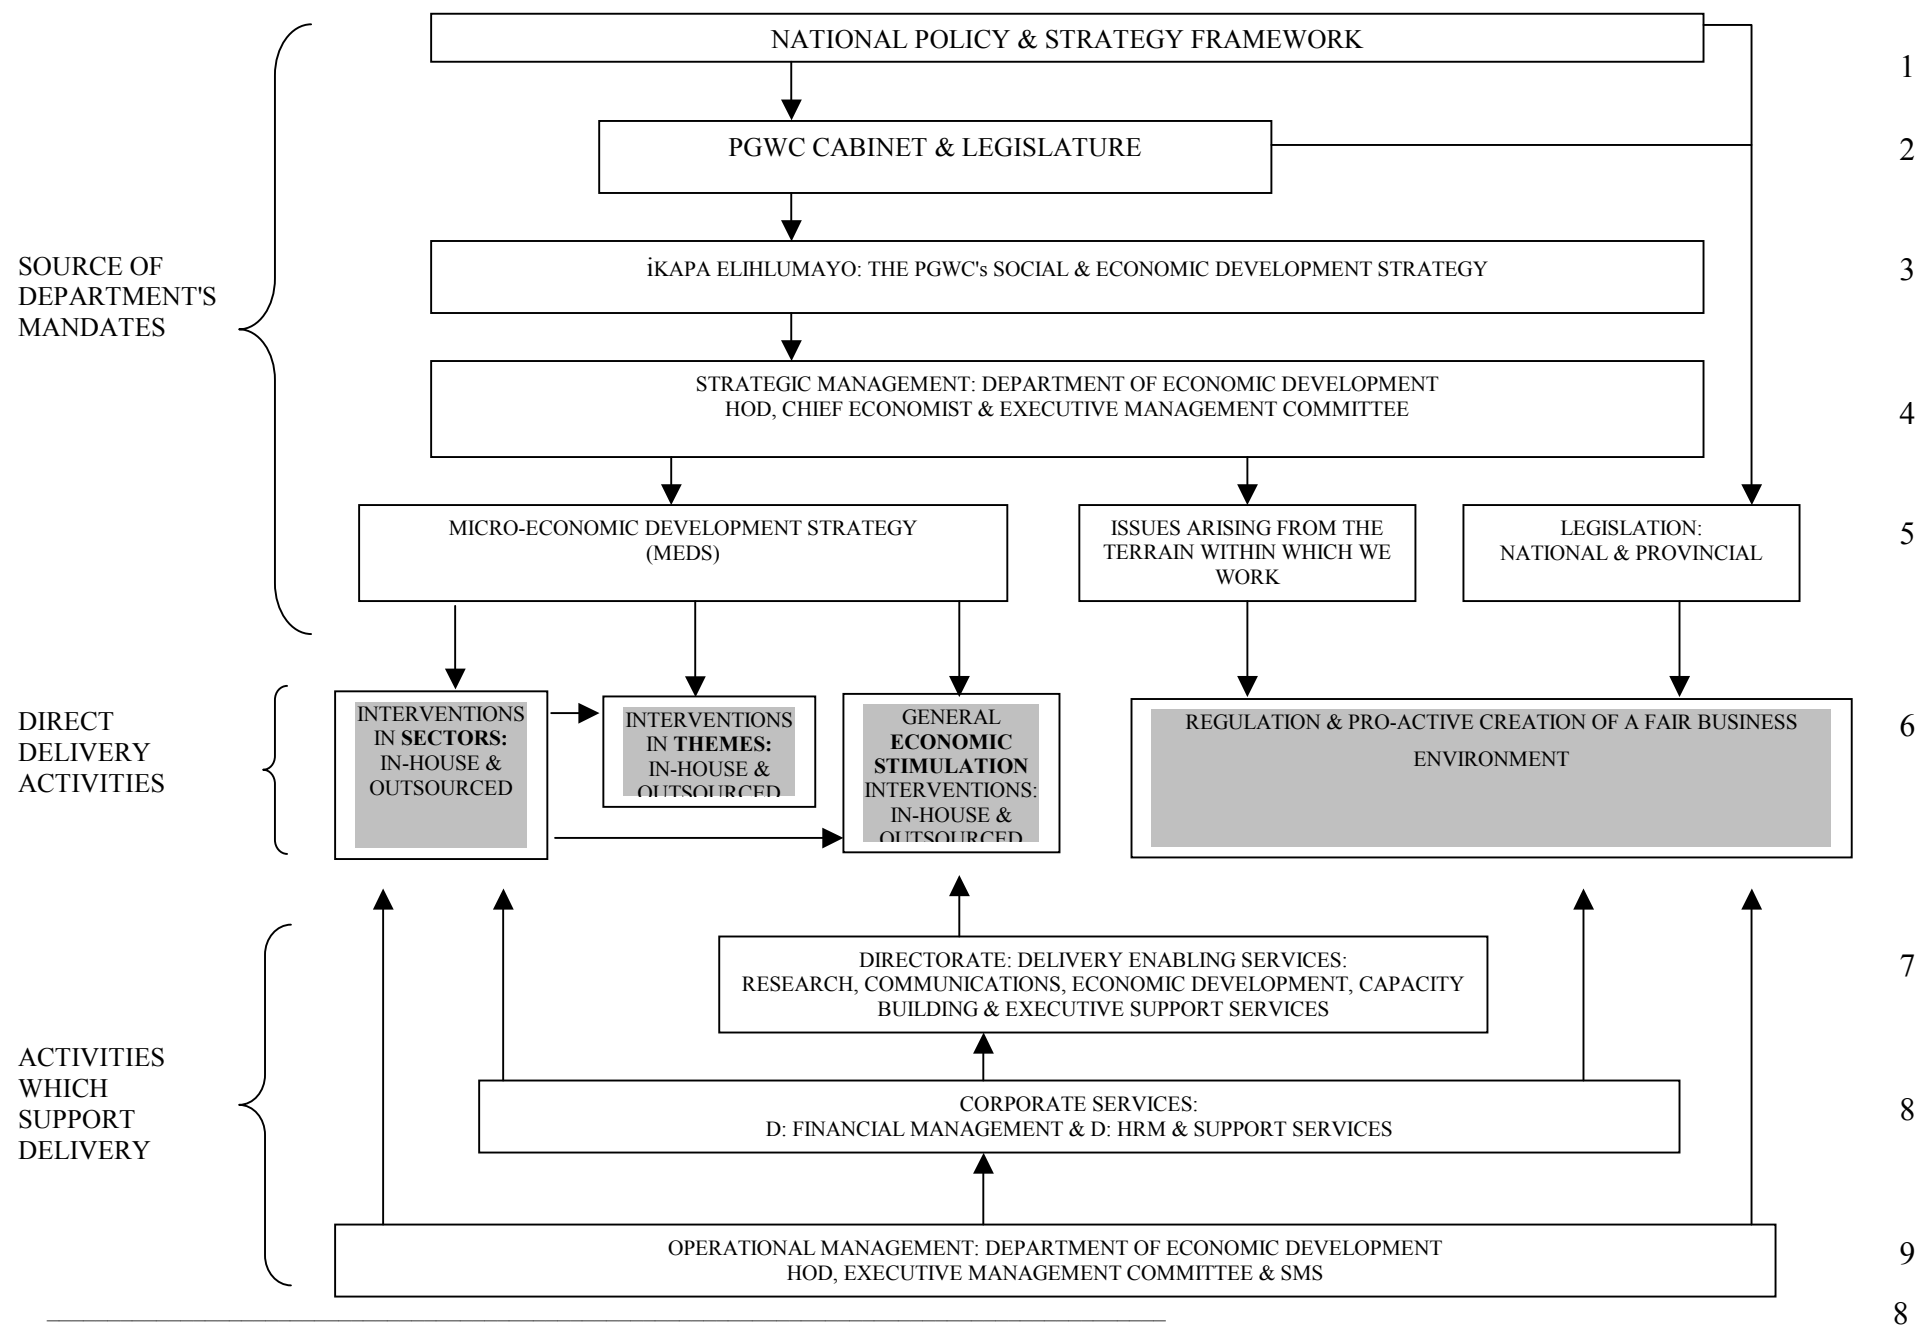 NATIONAL POLICY & STRATEGY FRAMEWORK
1
PGWC CABINET & LEGISLATURE
2
SOURCE OF
DEPARTMENT'S
MANDATES
iKAPA ELIHLUMAYO: THE PGWC's SOCIAL & ECONOMIC DEVELOPMENT STRATEGY
3
STRATEGIC MANAGEMENT: DEPARTMENT OF ECONOMIC DEVELOPMENT
HOD, CHIEF ECONOMIST & EXECUTIVE MANAGEMENT COMMITTEE
4
MICRO-ECONOMIC DEVELOPMENT STRATEGY
(MEDS)
ISSUES ARISING FROM THE
TERRAIN WITHIN WHICH WE
WORK
LEGISLATION:
NATIONAL & PROVINCIAL
5
DIRECT
DELIVERY
ACTIVITIES
INTERVENTIONS
IN SECTORS:
IN-HOUSE &
OUTSOURCED
INTERVENTIONS
IN THEMES:
IN-HOUSE &
OUTSOURCED
GENERAL
ECONOMIC
STIMULATION
INTERVENTIONS:
IN-HOUSE &
OUTSOURCED
REGULATION & PRO-ACTIVE CREATION OF A FAIR BUSINESS
ENVIRONMENT
6
DIRECTORATE: DELIVERY ENABLING SERVICES:
RESEARCH, COMMUNICATIONS, ECONOMIC DEVELOPMENT, CAPACITY
BUILDING & EXECUTIVE SUPPORT SERVICES
7
ACTIVITIES
WHICH
SUPPORT
DELIVERY
CORPORATE SERVICES:
D: FINANCIAL MANAGEMENT & D: HRM & SUPPORT SERVICES
8
OPERATIONAL MANAGEMENT: DEPARTMENT OF ECONOMIC DEVELOPMENT
HOD, EXECUTIVE MANAGEMENT COMMITTEE & SMS
9
8